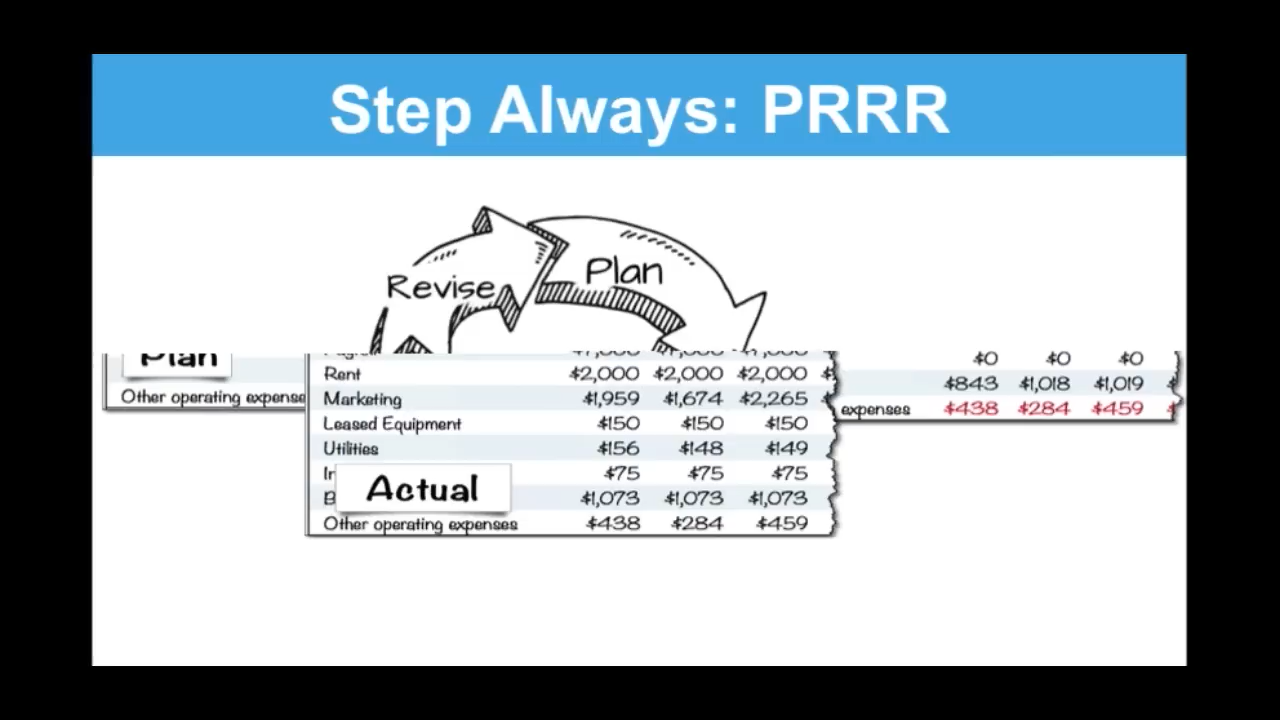 Step Always: PRRR
Revise
Plan
Plan
Other operating expense
Rent $2,000 $2,000 $2,000
Marketing $1,959 $1,674 $2,265
Leased Equipment $150 $150 $150
Utilities $156 $148 $149
$75 $75 $75
$1,073 $1,073 $1,073
Other operating expenses $438 $284 $459
Actual
$0 $0 $0
$843 $1,018 $1,019
expenses $438 $284 $459